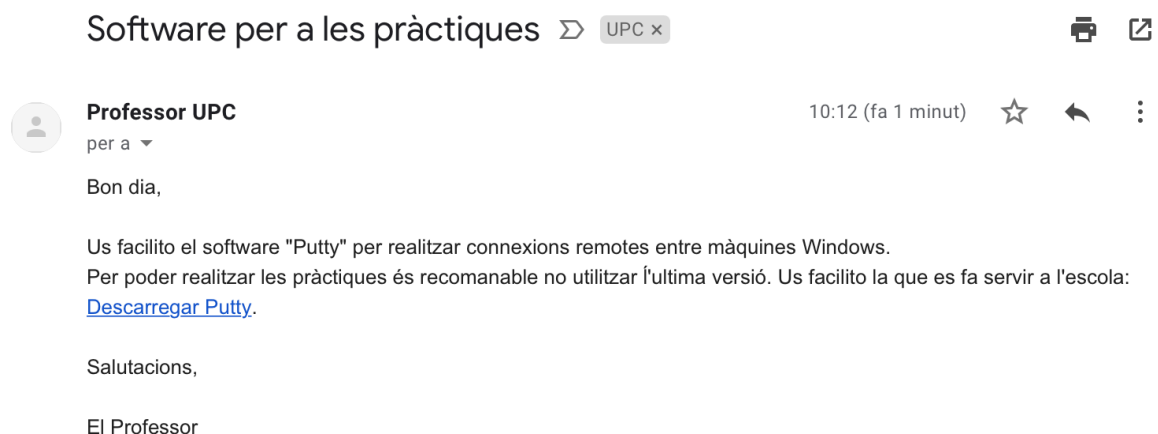 Software per a les pràctiques UPC ×
Professor UPC 10:12 (fa 1 minut)
per a
Bon dia,
Us facilito el software "Putty" per realitzar connexions remotes entre màquines Windows.
Per poder realitzar les pràctiques és recomanable no utilitzar Í'ultima versió. Us facilito la que es fa servir a l'escola:
Descarregar Putty.
Salutacions,
El Professor